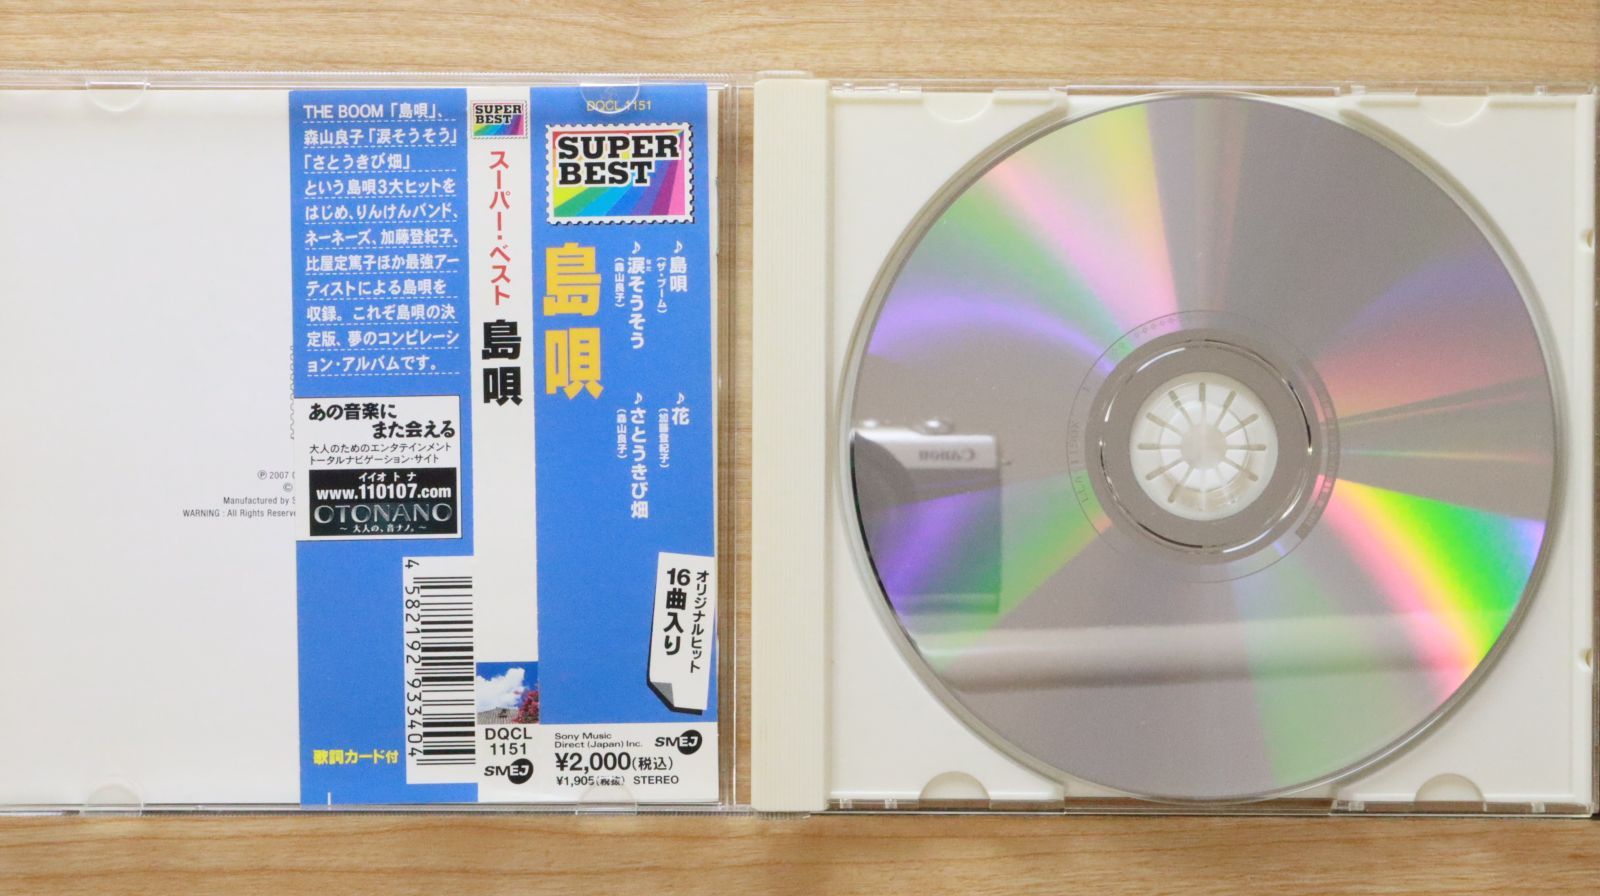 THE BOOM「島唄」、
森山良子「涙そうそう」
「さとうきび畑」
という島唄3大ヒットを
はじめ、りんけんバンド、
ネーネーズ、加藤登紀子、
比屋定篤子ほか最強アー
ティストによる島唄を
収録。これぞ島唄の決
定版、夢のコンピレーシ
ョン・アルバムです。
あの音楽に
また会える
大人のためのエンタテインメント
トータルナビゲーション・サイト
イイオトナ
www.110107.com
OTONANO
～大人の、音ナノ。～
4 582192 933404
歌詞カード付
℗ 2007
©
Manufactured by S
WARNING : All Rights Reserve
SUPER
BEST
スーパー・ベスト
島唄
DQCL
1151
SMEJ
DQCL 1151
SUPER
BEST
島唄
♪島唄
(ザ・ブーム)
♪涙そうそう
(森山良子)
♪花
(加藤登紀子)
♪さとうきび畑
(森山良子)
オリジナルヒット
16曲入り
Sony Music
Direct (Japan) Inc.
SMEJ
¥2,000(税込)
¥1,905(税抜) STEREO
Canon